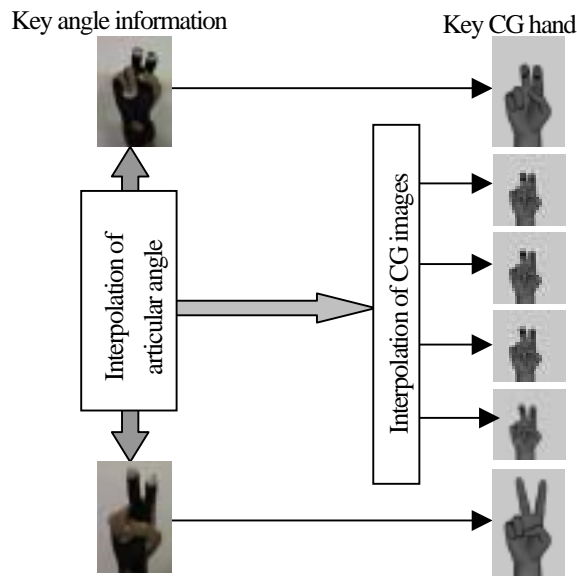 Key angle information
Key CG hand
Interpolation of
articular angle
Interpolation of CG images